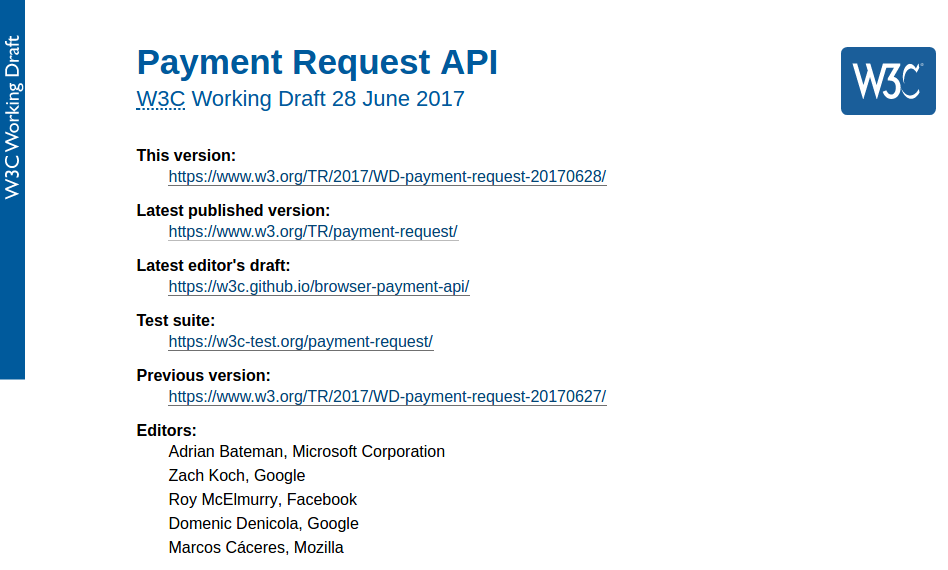 W3C Working Draft
Payment Request API
W3C
W3C Working Draft 28 June 2017
This version:
https://www.w3.org/TR/2017/WD-payment-request-20170628/
Latest published version:
https://www.w3.org/TR/payment-request/
Latest editor's draft:
https://w3c.github.io/browser-payment-api/
Test suite:
https://w3c-test.org/payment-request/
Previous version:
https://www.w3.org/TR/2017/WD-payment-request-20170627/
Editors:
Adrian Bateman, Microsoft Corporation
Zach Koch, Google
Roy McElmurry, Facebook
Domenic Denicola, Google
Marcos Cáceres, Mozilla